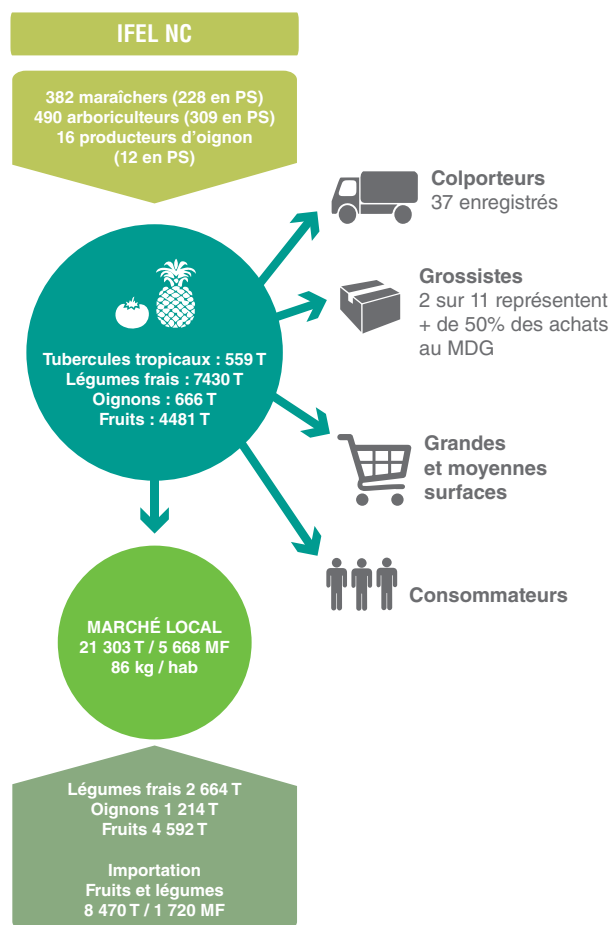 IFEL NC
382 maraîchers (228 en PS)
490 arboriculteurs (309 en PS)
16 producteurs d'oignon
(12 en PS)
Colporteurs
37 enregistrés
Grossistes
2 sur 11 représentent
+ de 50% des achats
au MDG
Tubercules tropicaux : 559 T
Légumes frais : 7430 T
Oignons : 666 T
Fruits : 4481 T
Grandes
et moyennes
surfaces
Consommateurs
MARCHÉ LOCAL
21 303 T / 5 668 MF
86 kg / hab
Légumes frais 2 664 T
Oignons 1 214 T
Fruits 4 592 T
Importation
Fruits et légumes
8 470 T / 1 720 MF